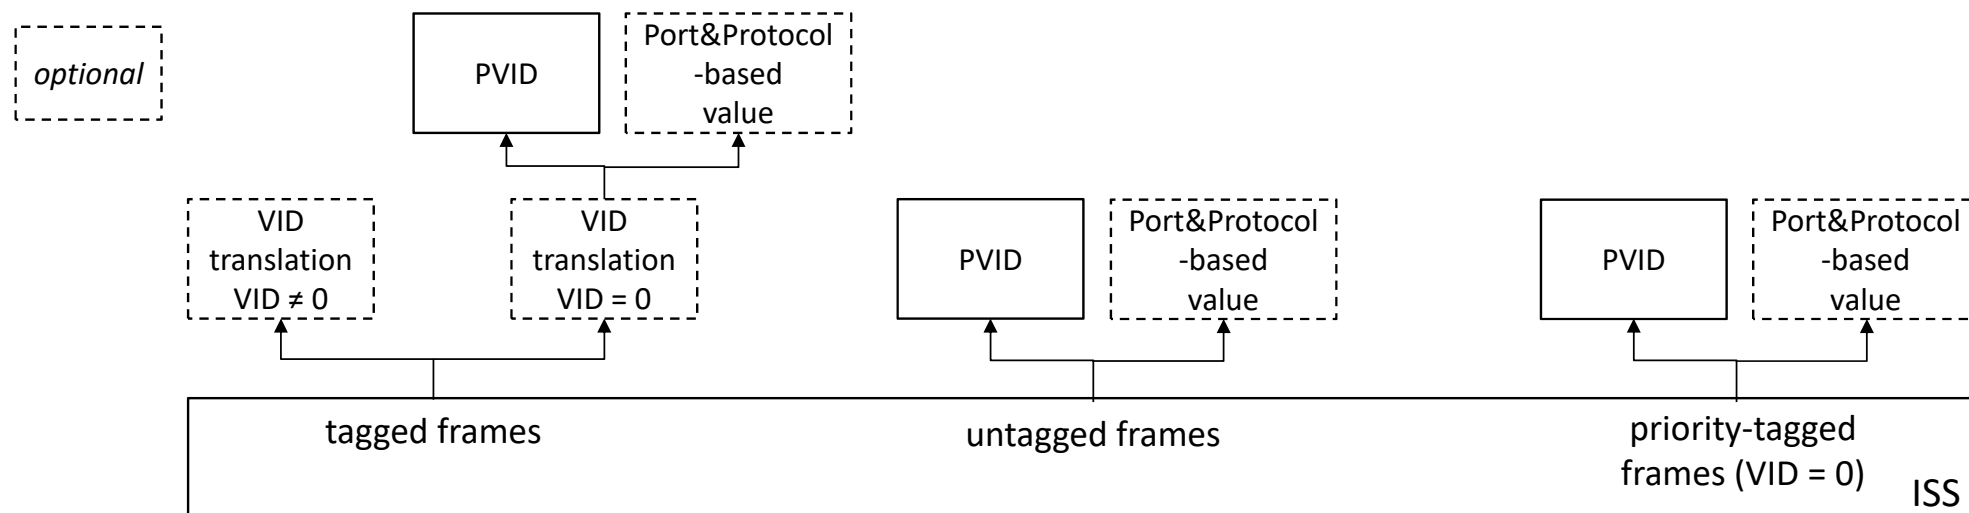 optional
PVID
Port&Protocol
-based
value
VID
translation
VID ≠ 0
VID
translation
VID = 0
PVID
Port&Protocol
-based
value
PVID
Port&Protocol
-based
value
tagged frames
untagged frames
priority-tagged
frames (VID = 0)
ISS